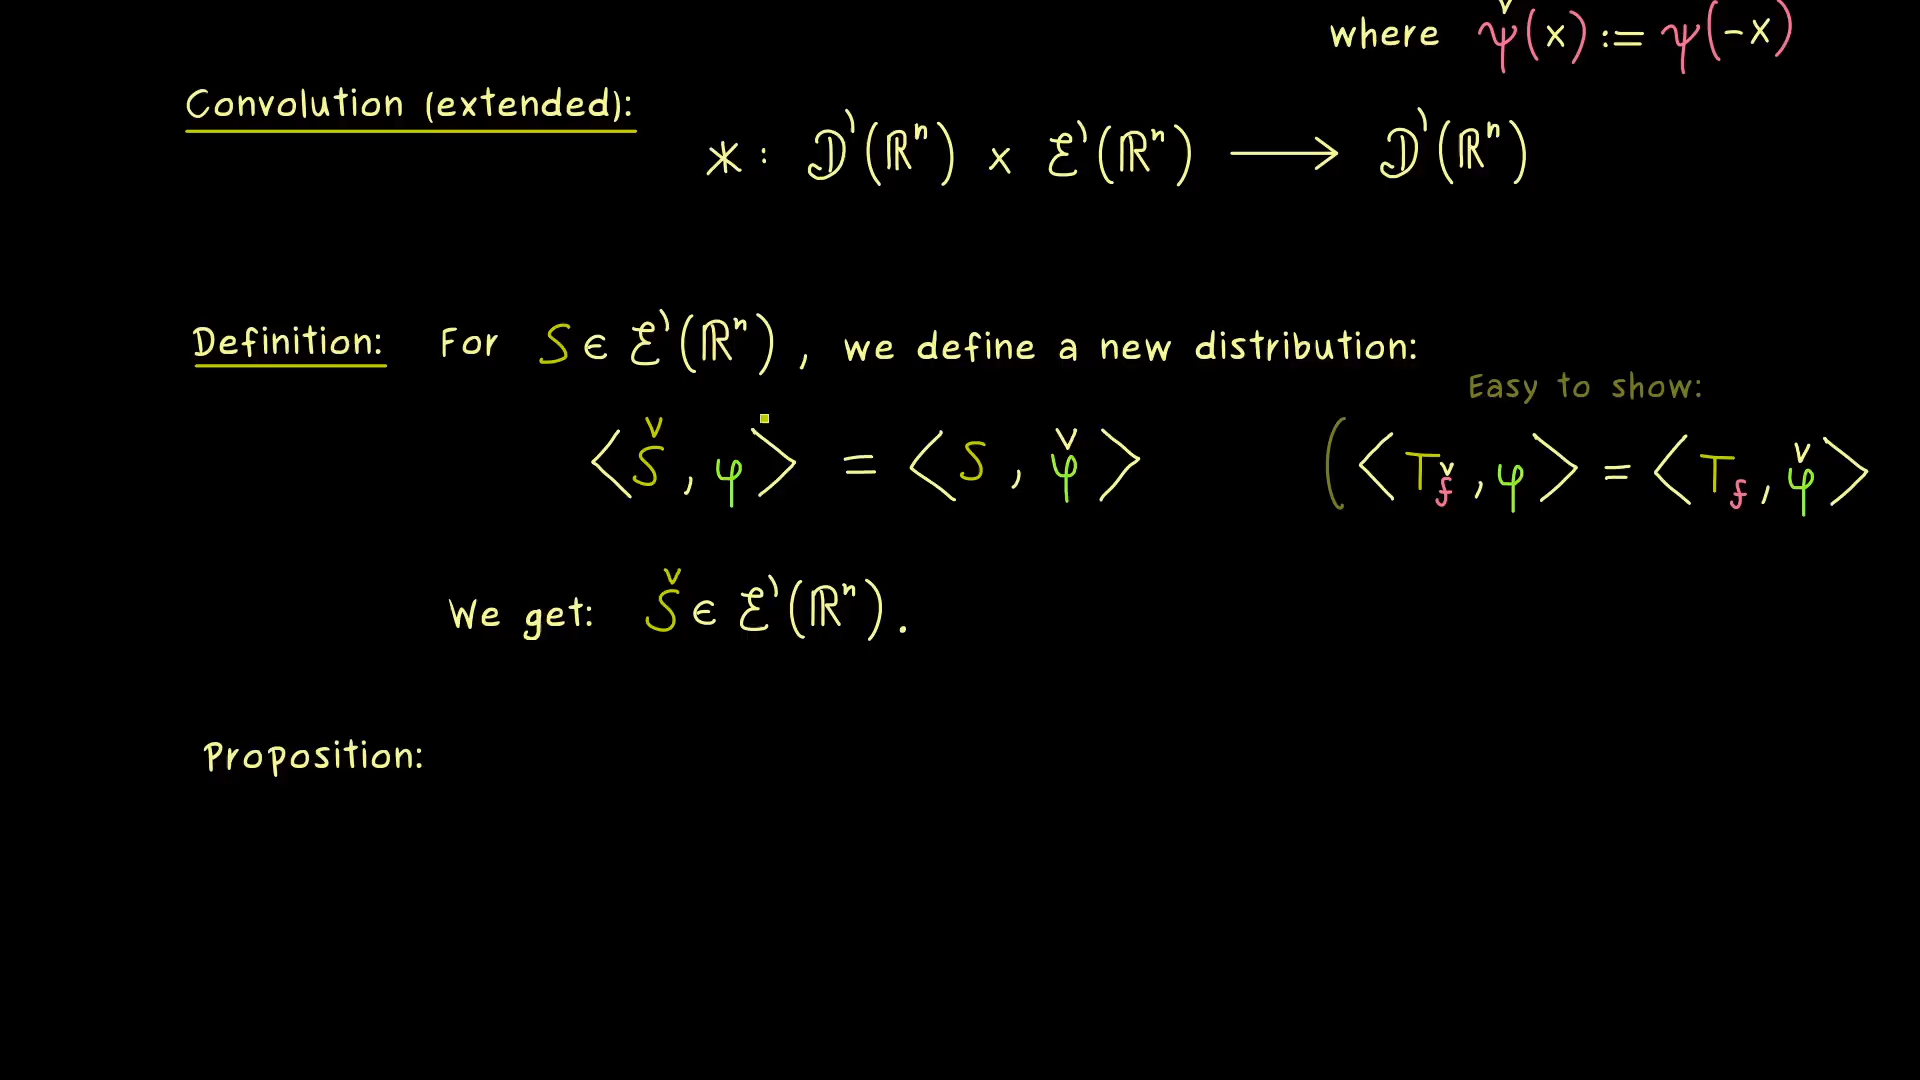 where ψ̌(x) := ψ(-x)
Convolution (extended):
* : 𝒟'(ℝⁿ) × ℰ'(ℝⁿ) ⟶ 𝒟'(ℝⁿ)
Definition: For S ∈ ℰ'(ℝⁿ), we define a new distribution:
Easy to show:
⟨Š, φ⟩ = ⟨S, φ̌⟩ (⟨T_f̌, φ⟩ = ⟨T_f, φ̌⟩
We get: Š ∈ ℰ'(ℝⁿ).
Proposition: